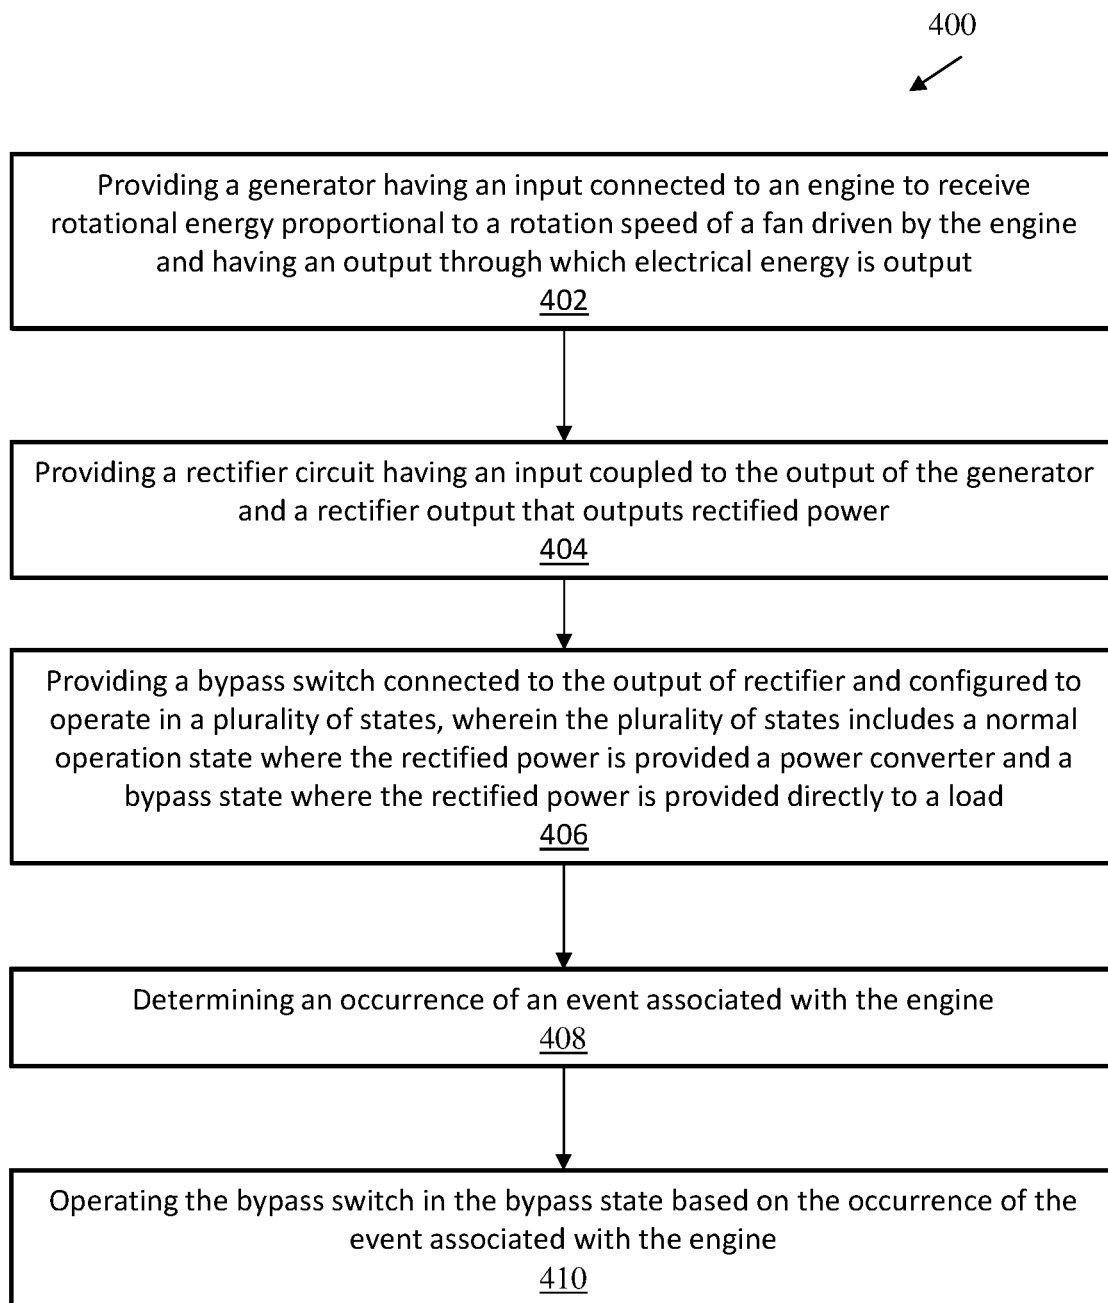 400
Providing a generator having an input connected to an engine to receive
rotational energy proportional to a rotation speed of a fan driven by the engine
and having an output through which electrical energy is output
402
Providing a rectifier circuit having an input coupled to the output of the generator
and a rectifier output that outputs rectified power
404
Providing a bypass switch connected to the output of rectifier and configured to
operate in a plurality of states, wherein the plurality of states includes a normal
operation state where the rectified power is provided a power converter and a
bypass state where the rectified power is provided directly to a load
406
Determining an occurrence of an event associated with the engine
408
Operating the bypass switch in the bypass state based on the occurrence of the
event associated with the engine
410